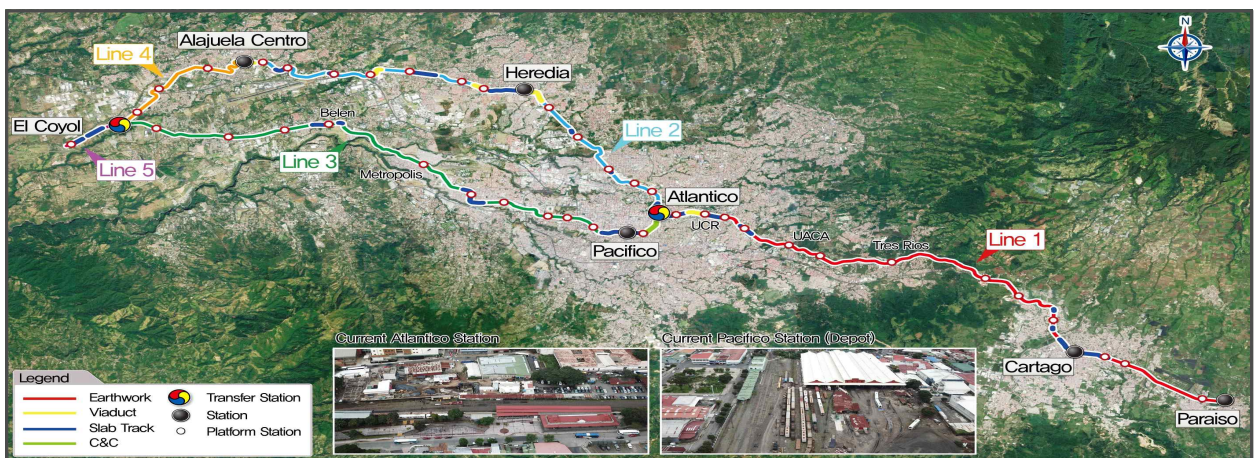 N
Line 4
Alajuela Centro
Heredia
El Coyol
Belen
Line 2
Line 3
Line 5
Metropolis
Atlantico
UCR
Pacifico
UACA
Tres Rios
Line 1
Current Atlantico Station
Current Pacifico Station (Depot)
Cartago
Paraiso
Legend
Earthwork
Transfer Station
Viaduct
Station
Slab Track
Platform Station
C&C